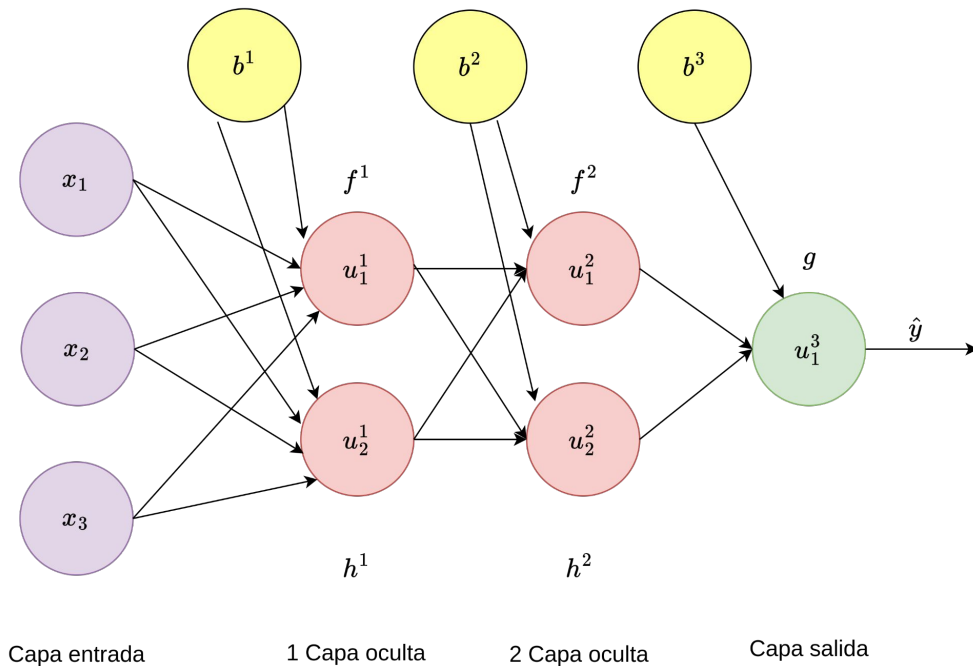 b¹ b² b³
x₁ f¹ f²
u₁¹ u₁² g
x₂ u₁³ ŷ
u₂¹ u₂²
x₃
h¹ h²
Capa entrada 1 Capa oculta 2 Capa oculta Capa salida